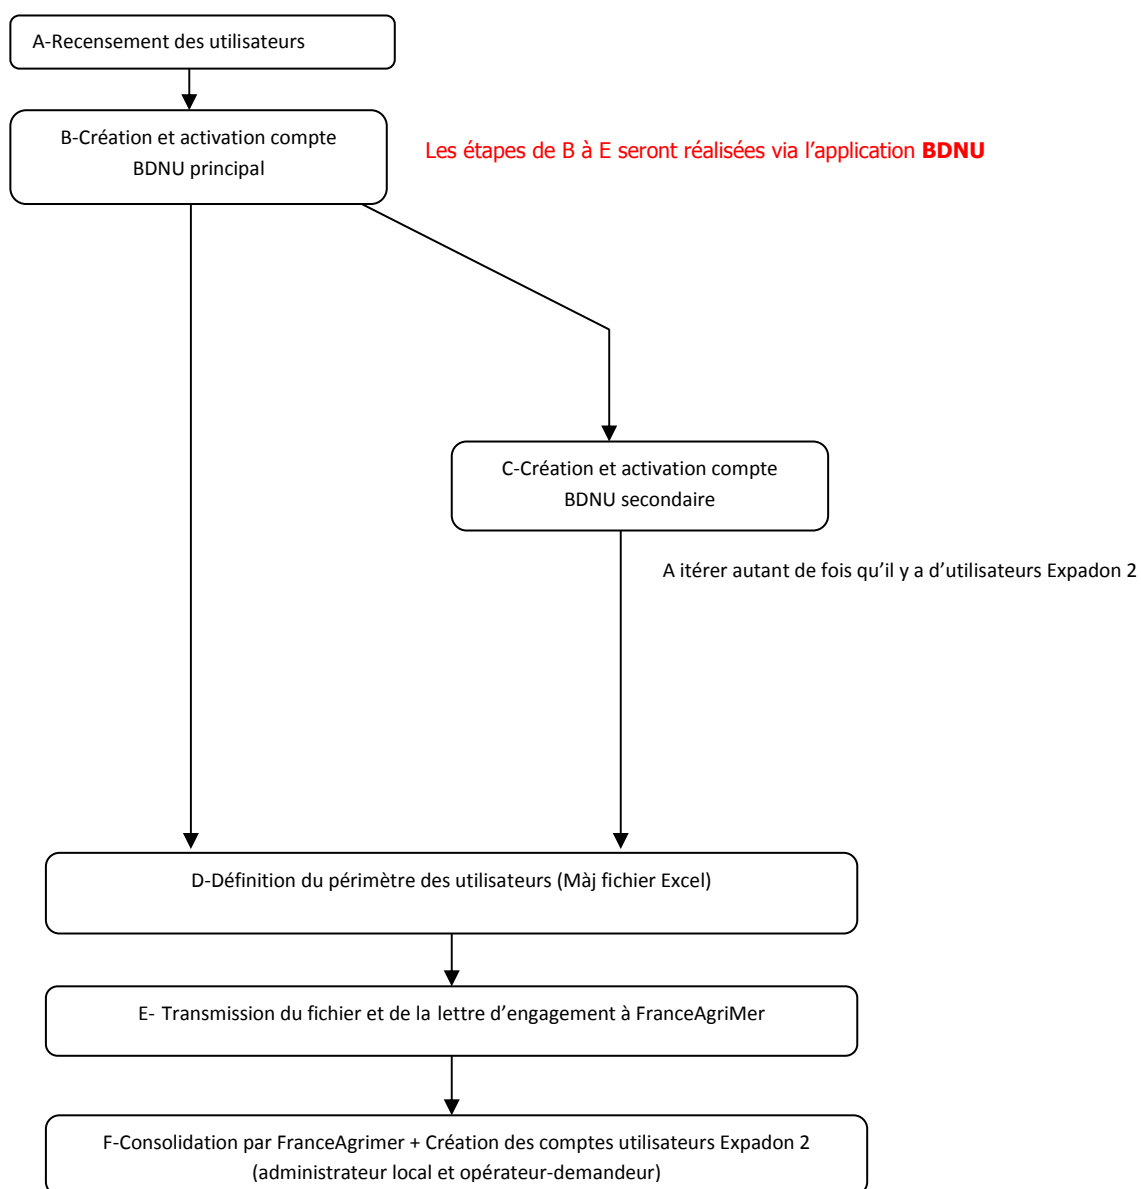 A-Recensement des utilisateurs
B-Création et activation compte
BDNU principal
Les étapes de B à E seront réalisées via l’application BDNU
C-Création et activation compte
BDNU secondaire
A itérer autant de fois qu’il y a d’utilisateurs Expadon 2
D-Définition du périmètre des utilisateurs (Màj fichier Excel)
E- Transmission du fichier et de la lettre d’engagement à FranceAgriMer
F-Consolidation par FranceAgrimer + Création des comptes utilisateurs Expadon 2
(administrateur local et opérateur-demandeur)